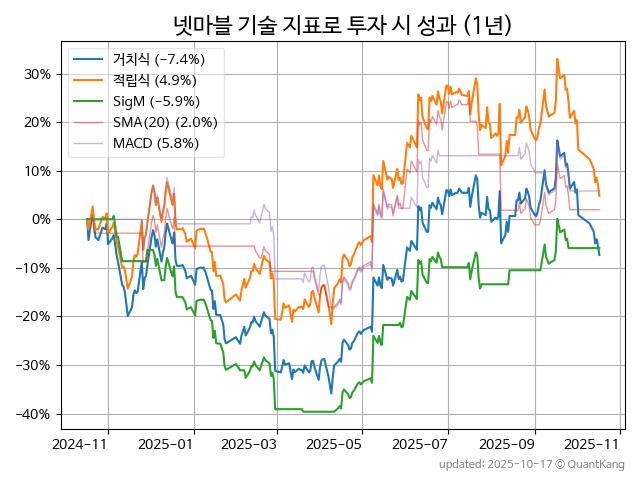 넷마블 기술 지표로 투자 시 성과 (1년)
거치식 (−7.4%)
적립식 (4.9%)
SigM (−5.9%)
SMA(20) (2.0%)
MACD (5.8%)
30%
20%
10%
0%
−10%
−20%
−30%
−40%
2024-11 2025-01 2025-03 2025-05 2025-07 2025-09 2025-11
updated: 2025-10-17 © QuantKang